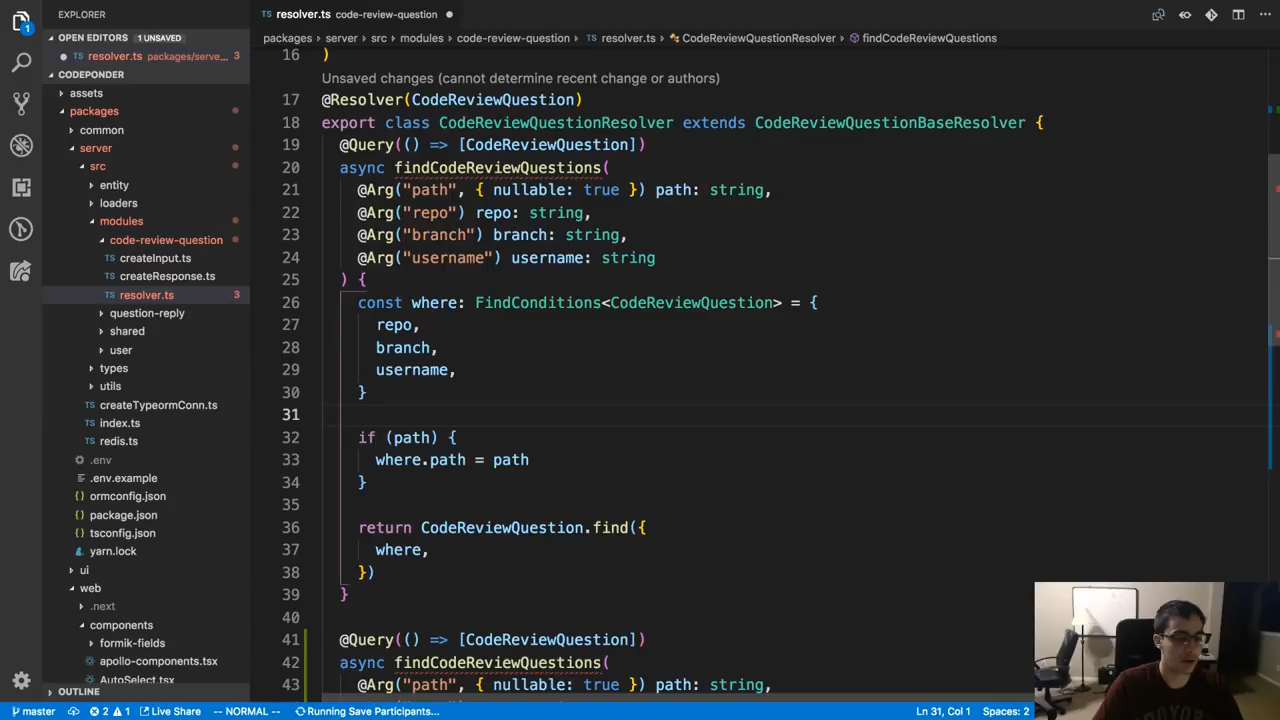 EXPLORER
OPEN EDITORS 1 UNSAVED
resolver.ts packages/serve... 3
CODEPONDER
assets
packages
common
server
src
entity
loaders
modules
code-review-question
createInput.ts
createResponse.ts
resolver.ts 3
question-reply
shared
user
types
utils
TS createTypeormConn.ts
TS index.ts
TS redis.ts
.env
.env.example
{} ormconfig.json
{} package.json
{} tsconfig.json
yarn.lock
ui
web
.next
components
formik-fields
apollo-components.tsx
AutoSelect.tsx
OUTLINE
1
TS resolver.ts code-review-question
packages › server › src › modules › code-review-question › TS resolver.ts › CodeReviewQuestionResolver › findCodeReviewQuestions
16 )
Unsaved changes (cannot determine recent change or authors)
17 @Resolver(CodeReviewQuestion)
18 export class CodeReviewQuestionResolver extends CodeReviewQuestionBaseResolver {
19 @Query(() => [CodeReviewQuestion])
20 async findCodeReviewQuestions(
21 @Arg("path", { nullable: true }) path: string,
22 @Arg("repo") repo: string,
23 @Arg("branch") branch: string,
24 @Arg("username") username: string
25 ) {
26 const where: FindConditions<CodeReviewQuestion> = {
27 repo,
28 branch,
29 username,
30 }
31
32 if (path) {
33 where.path = path
34 }
35
36 return CodeReviewQuestion.find({
37 where,
38 })
39 }
40
41 @Query(() => [CodeReviewQuestion])
42 async findCodeReviewQuestions(
43 @Arg("path", { nullable: true }) path: string,
master 2 1 Live Share -- NORMAL -- Running Save Participants... Ln 31, Col 1 Spaces: 2